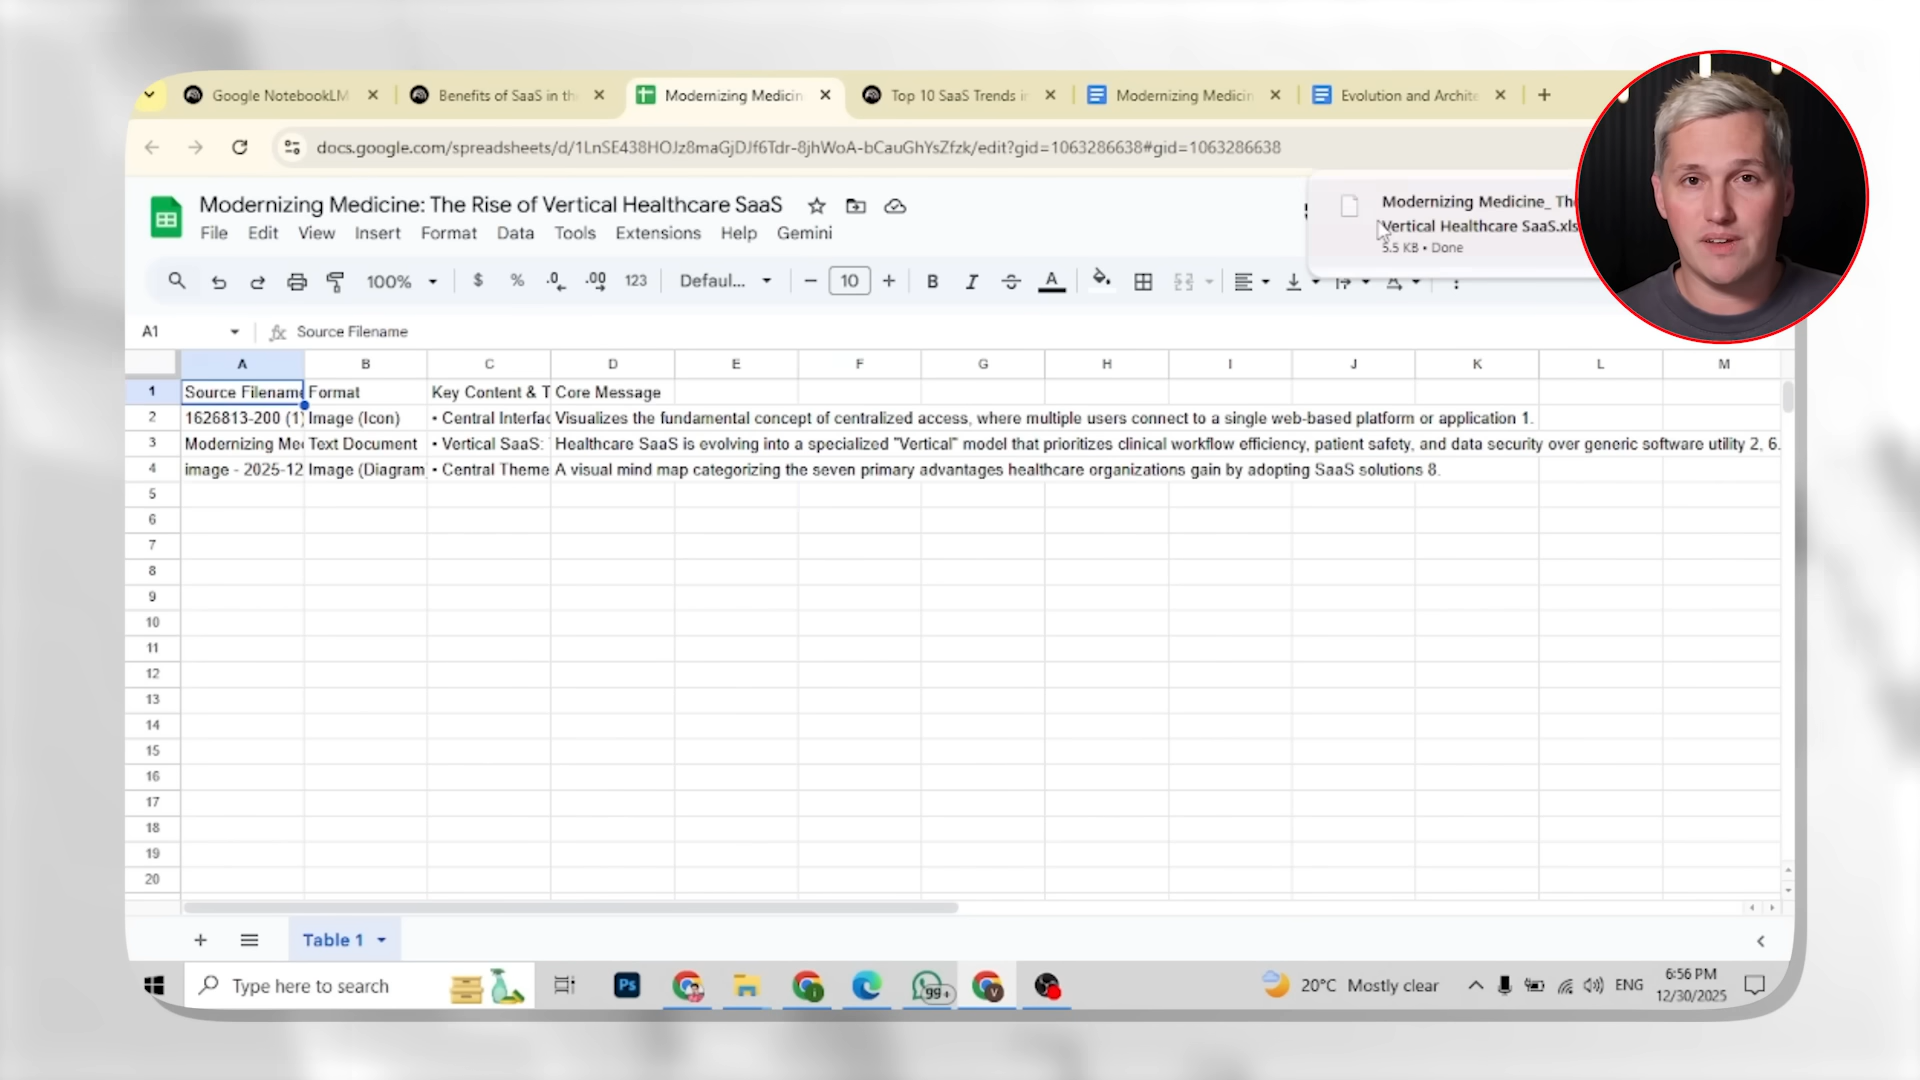 Google NotebookLM
Benefits of SaaS in th
Modernizing Medicin
Top 10 SaaS Trends i
Modernizing Medicin
Evolution and Archite
docs.google.com/spreadsheets/d/1LnSE438HOJz8maGjDJf6Tdr-8jhWoA-bCauGhYsZfzk/edit?gid=1063286638#gid=1063286638
Modernizing Medicine: The Rise of Vertical Healthcare SaaS
Modernizing Medicine_ The
Vertical Healthcare SaaS.xls
5.5 KB • Done
File Edit View Insert Format Data Tools Extensions Help Gemini
100% $ % .0 .00 123 Defaul... 10 B I A
A1 fx Source Filename
A B C D E F G H I J K L M
1 Source Filename Format Key Content & T Core Message
2 1626813-200 (1) Image (Icon) • Central Interfac Visualizes the fundamental concept of centralized access, where multiple users connect to a single web-based platform or application 1.
3 Modernizing Med Text Document • Vertical SaaS: Healthcare SaaS is evolving into a specialized "Vertical" model that prioritizes clinical workflow efficiency, patient safety, and data security over generic software utility 2, 6.
4 image - 2025-12 Image (Diagram • Central Theme A visual mind map categorizing the seven primary advantages healthcare organizations gain by adopting SaaS solutions 8.
5
6
7
8
9
10
11
12
13
14
15
16
17
18
19
20
Table 1
Type here to search
Ps
99+
20°C Mostly clear
ENG
6:56 PM
12/30/2025